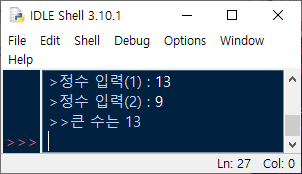 IDLE Shell 3.10.1
File Edit Shell Debug Options Window
Help
>정수 입력(1) : 13
>정수 입력(2) : 9
>>큰 수는 13
>>>
Ln: 27 Col: 0